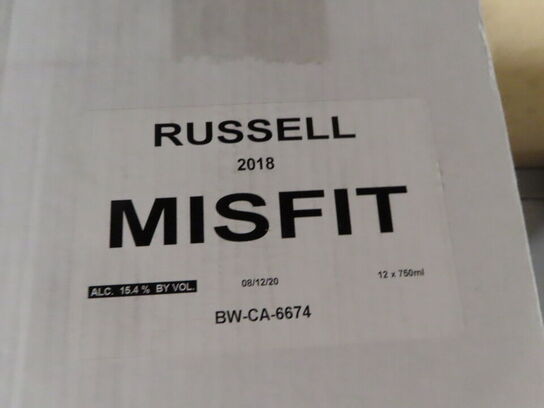 RUSSELL
2018
MISFIT
ALC. 15.4 % BY VOL. 08/12/20 12 x 750ml
BW-CA-6674